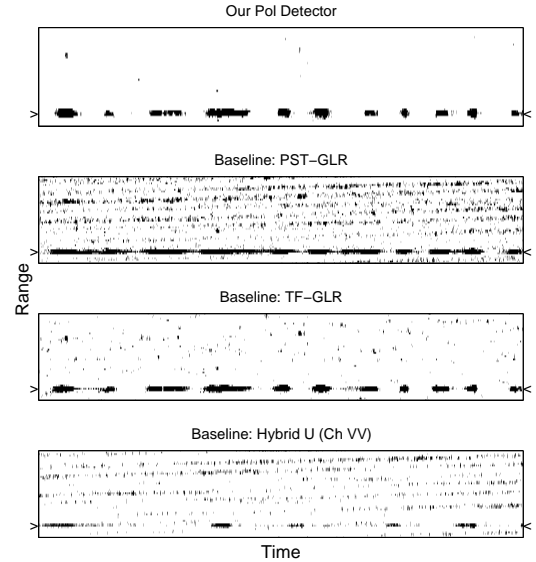 Our Pol Detector
> <
Baseline: PST−GLR
> <
Range
Baseline: TF−GLR
> <
Baseline: Hybrid U (Ch VV)
> <
Time